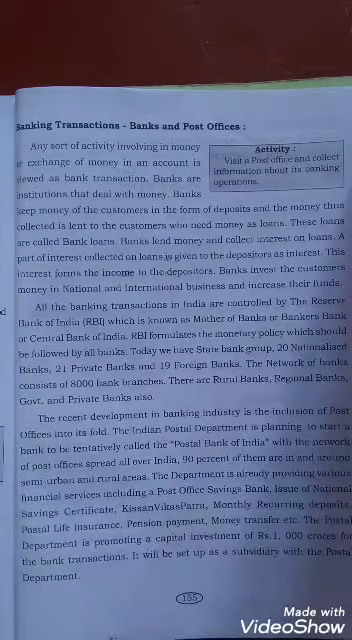 Banking Transactions - Banks and Post Offices :
Any sort of activity involving in money
or exchange of money in an account is
viewed as bank transaction. Banks are
institutions that deal with money. Banks
Activity :
Visit a Post office and collect
information about its banking
operations.
keep money of the customers in the form of deposits and the money thus
collected is lent to the customers who need money as loans. These loans
are called Bank loans. Banks lend money and collect interest on loans. A
part of interest collected on loans is given to the depositors as interest. This
interest forms the income to the depositors. Banks invest the customers
money in National and International business and increase their funds.
All the banking transactions in India are controlled by The Reserve
Bank of India (RBI) which is known as Mother of Banks or Bankers Bank
or Central Bank of India. RBI formulates the monetary policy which should
be followed by all banks. Today we have State bank group, 20 Nationalised
Banks, 21 Private Banks and 19 Foreign Banks. The Network of banks
consists of 8000 bank branches. There are Rural Banks, Regional Banks,
Govt. and Private Banks also.
The recent development in banking industry is the inclusion of Post
Offices into its fold. The Indian Postal Department is planning to start a
bank to be tentatively called the "Postal Bank of India" with the network
of post offices spread all over India, 90 percent of them are in and around
semi urban and rural areas. The Department is already providing various
financial services including a Post Office Savings Bank, Issue of National
Savings Certificate, KissanVikasPatra, Monthly Recurring deposits,
Postal Life Insurance, Pension payment, Money transfer etc. The Postal
Department is promoting a capital investment of Rs.1, 000 crores for
the bank transactions. It will be set up as a subsidiary with the Postal
Department.
155
Made with
VideoShow